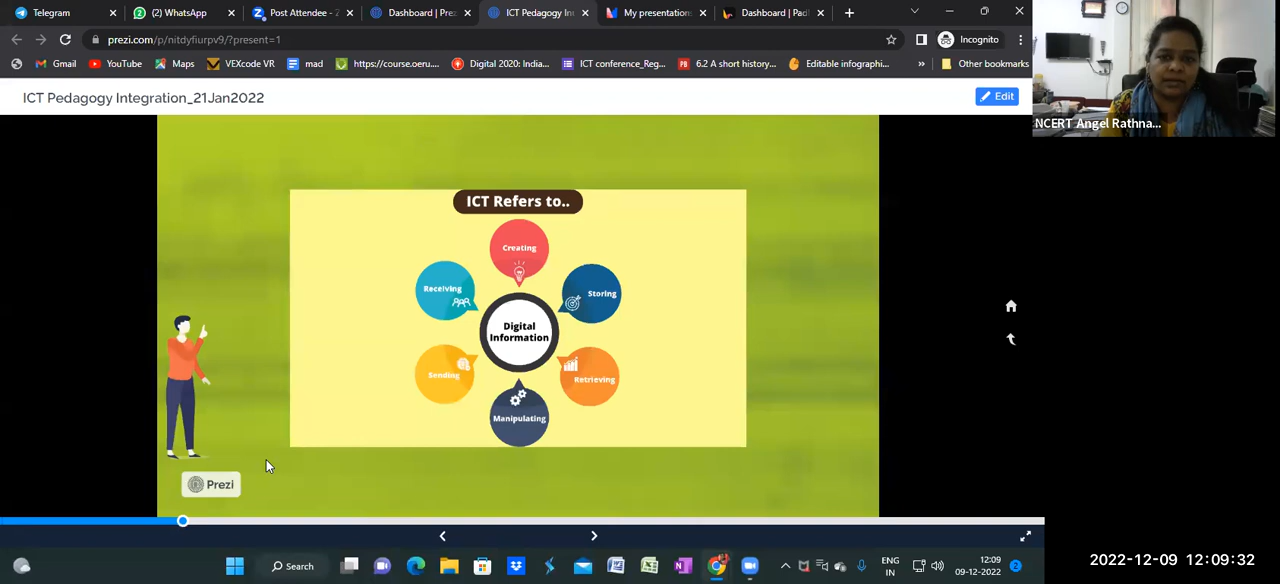 Telegram
(2) WhatsApp
Post Attendee - Z
Dashboard | Prez
ICT Pedagogy In
My presentation
Dashboard | Pad
prezi.com/p/nitdyfiurpv9/?present=1
Incognito
Gmail
YouTube
Maps
VEXcode VR
mad
https://course.oeru....
Digital 2020: India...
ICT conference_Reg...
6.2 A short history...
Editable infographi...
»
Other bookmarks
ICT Pedagogy Integration_21Jan2022
Edit
NCERT Angel Rathna...
ICT Refers to..
Creating
Receiving
Storing
Digital
Information
Sending
Retrieving
Manipulating
Prezi
Search
ENG
IN
12:09
09-12-2022
2
2022-12-09 12:09:32